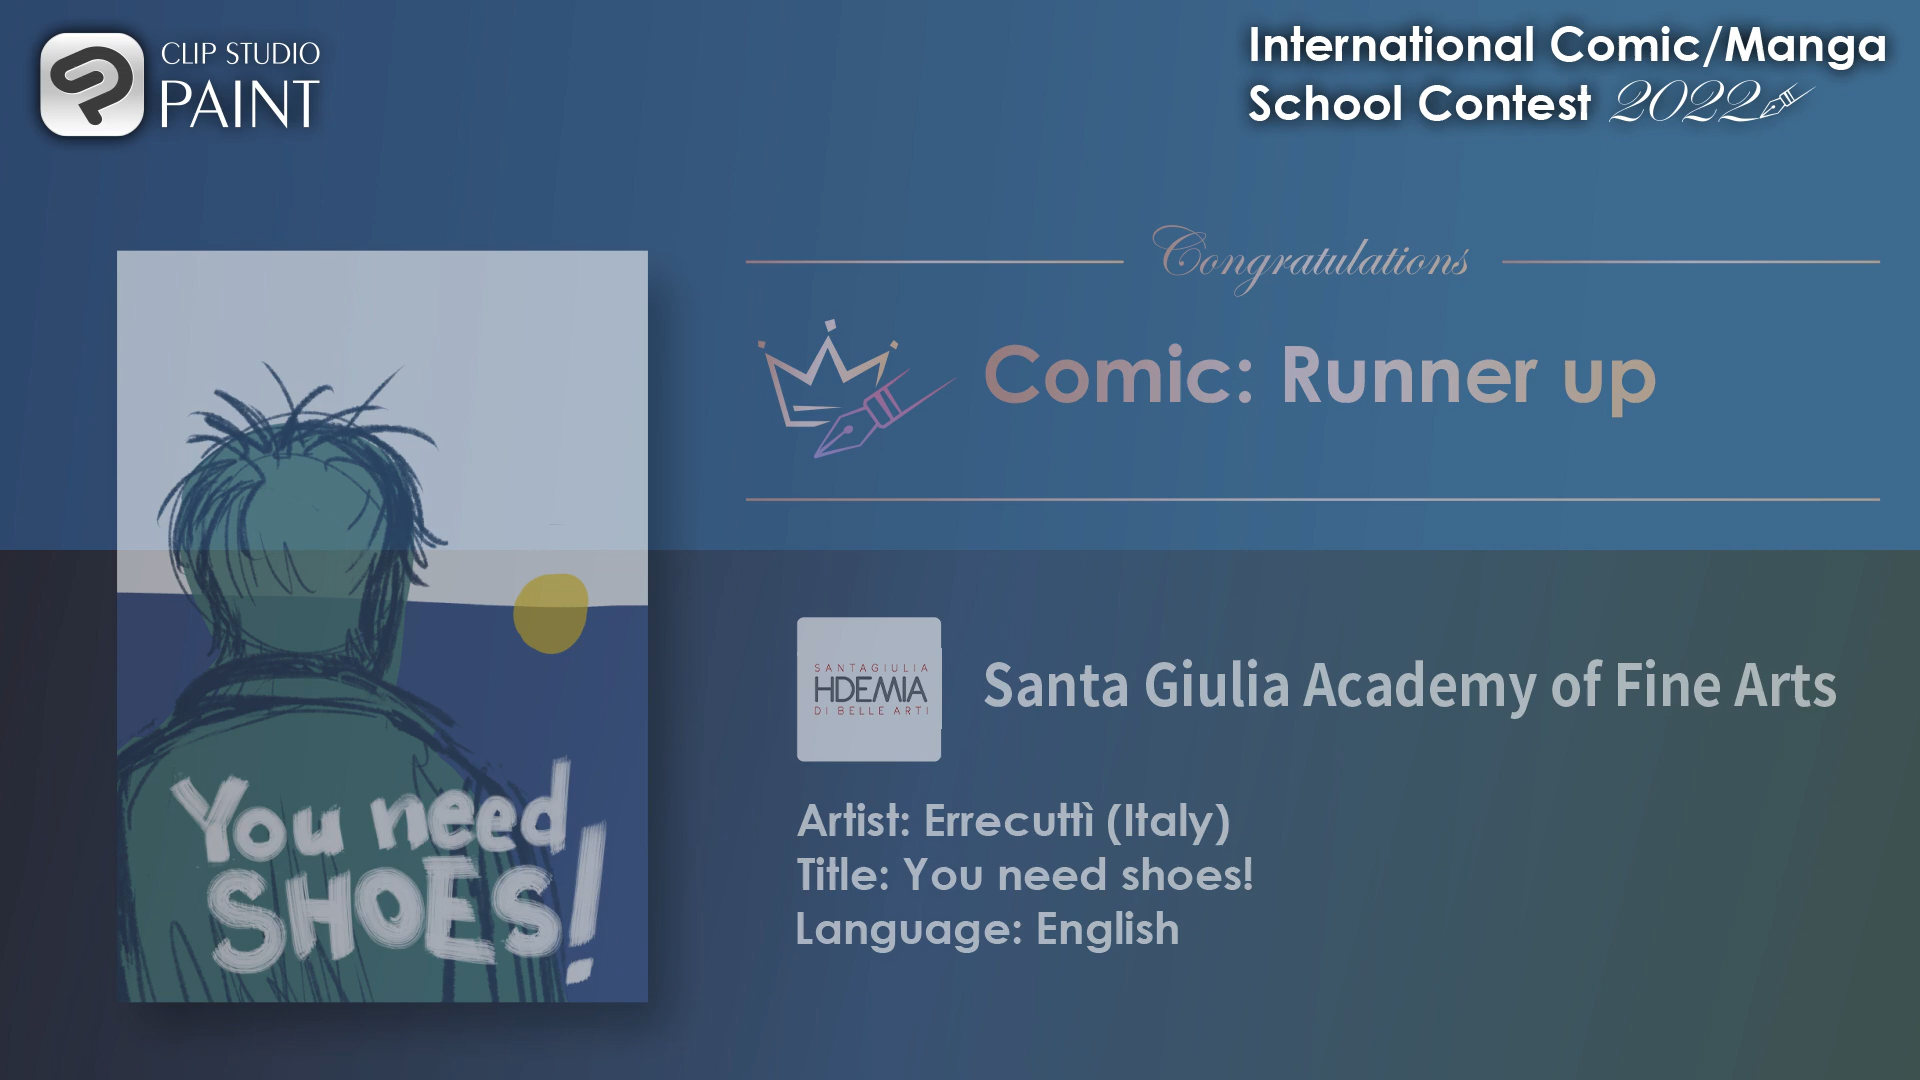 CLIP STUDIO
PAINT
International Comic/Manga
School Contest 2022
Congratulations
Comic: Runner up
You need
SHOES!
SANTAGIULIA
HDEMIA
DI BELLE ARTI
Santa Giulia Academy of Fine Arts
Artist: Errecuttì (Italy)
Title: You need shoes!
Language: English